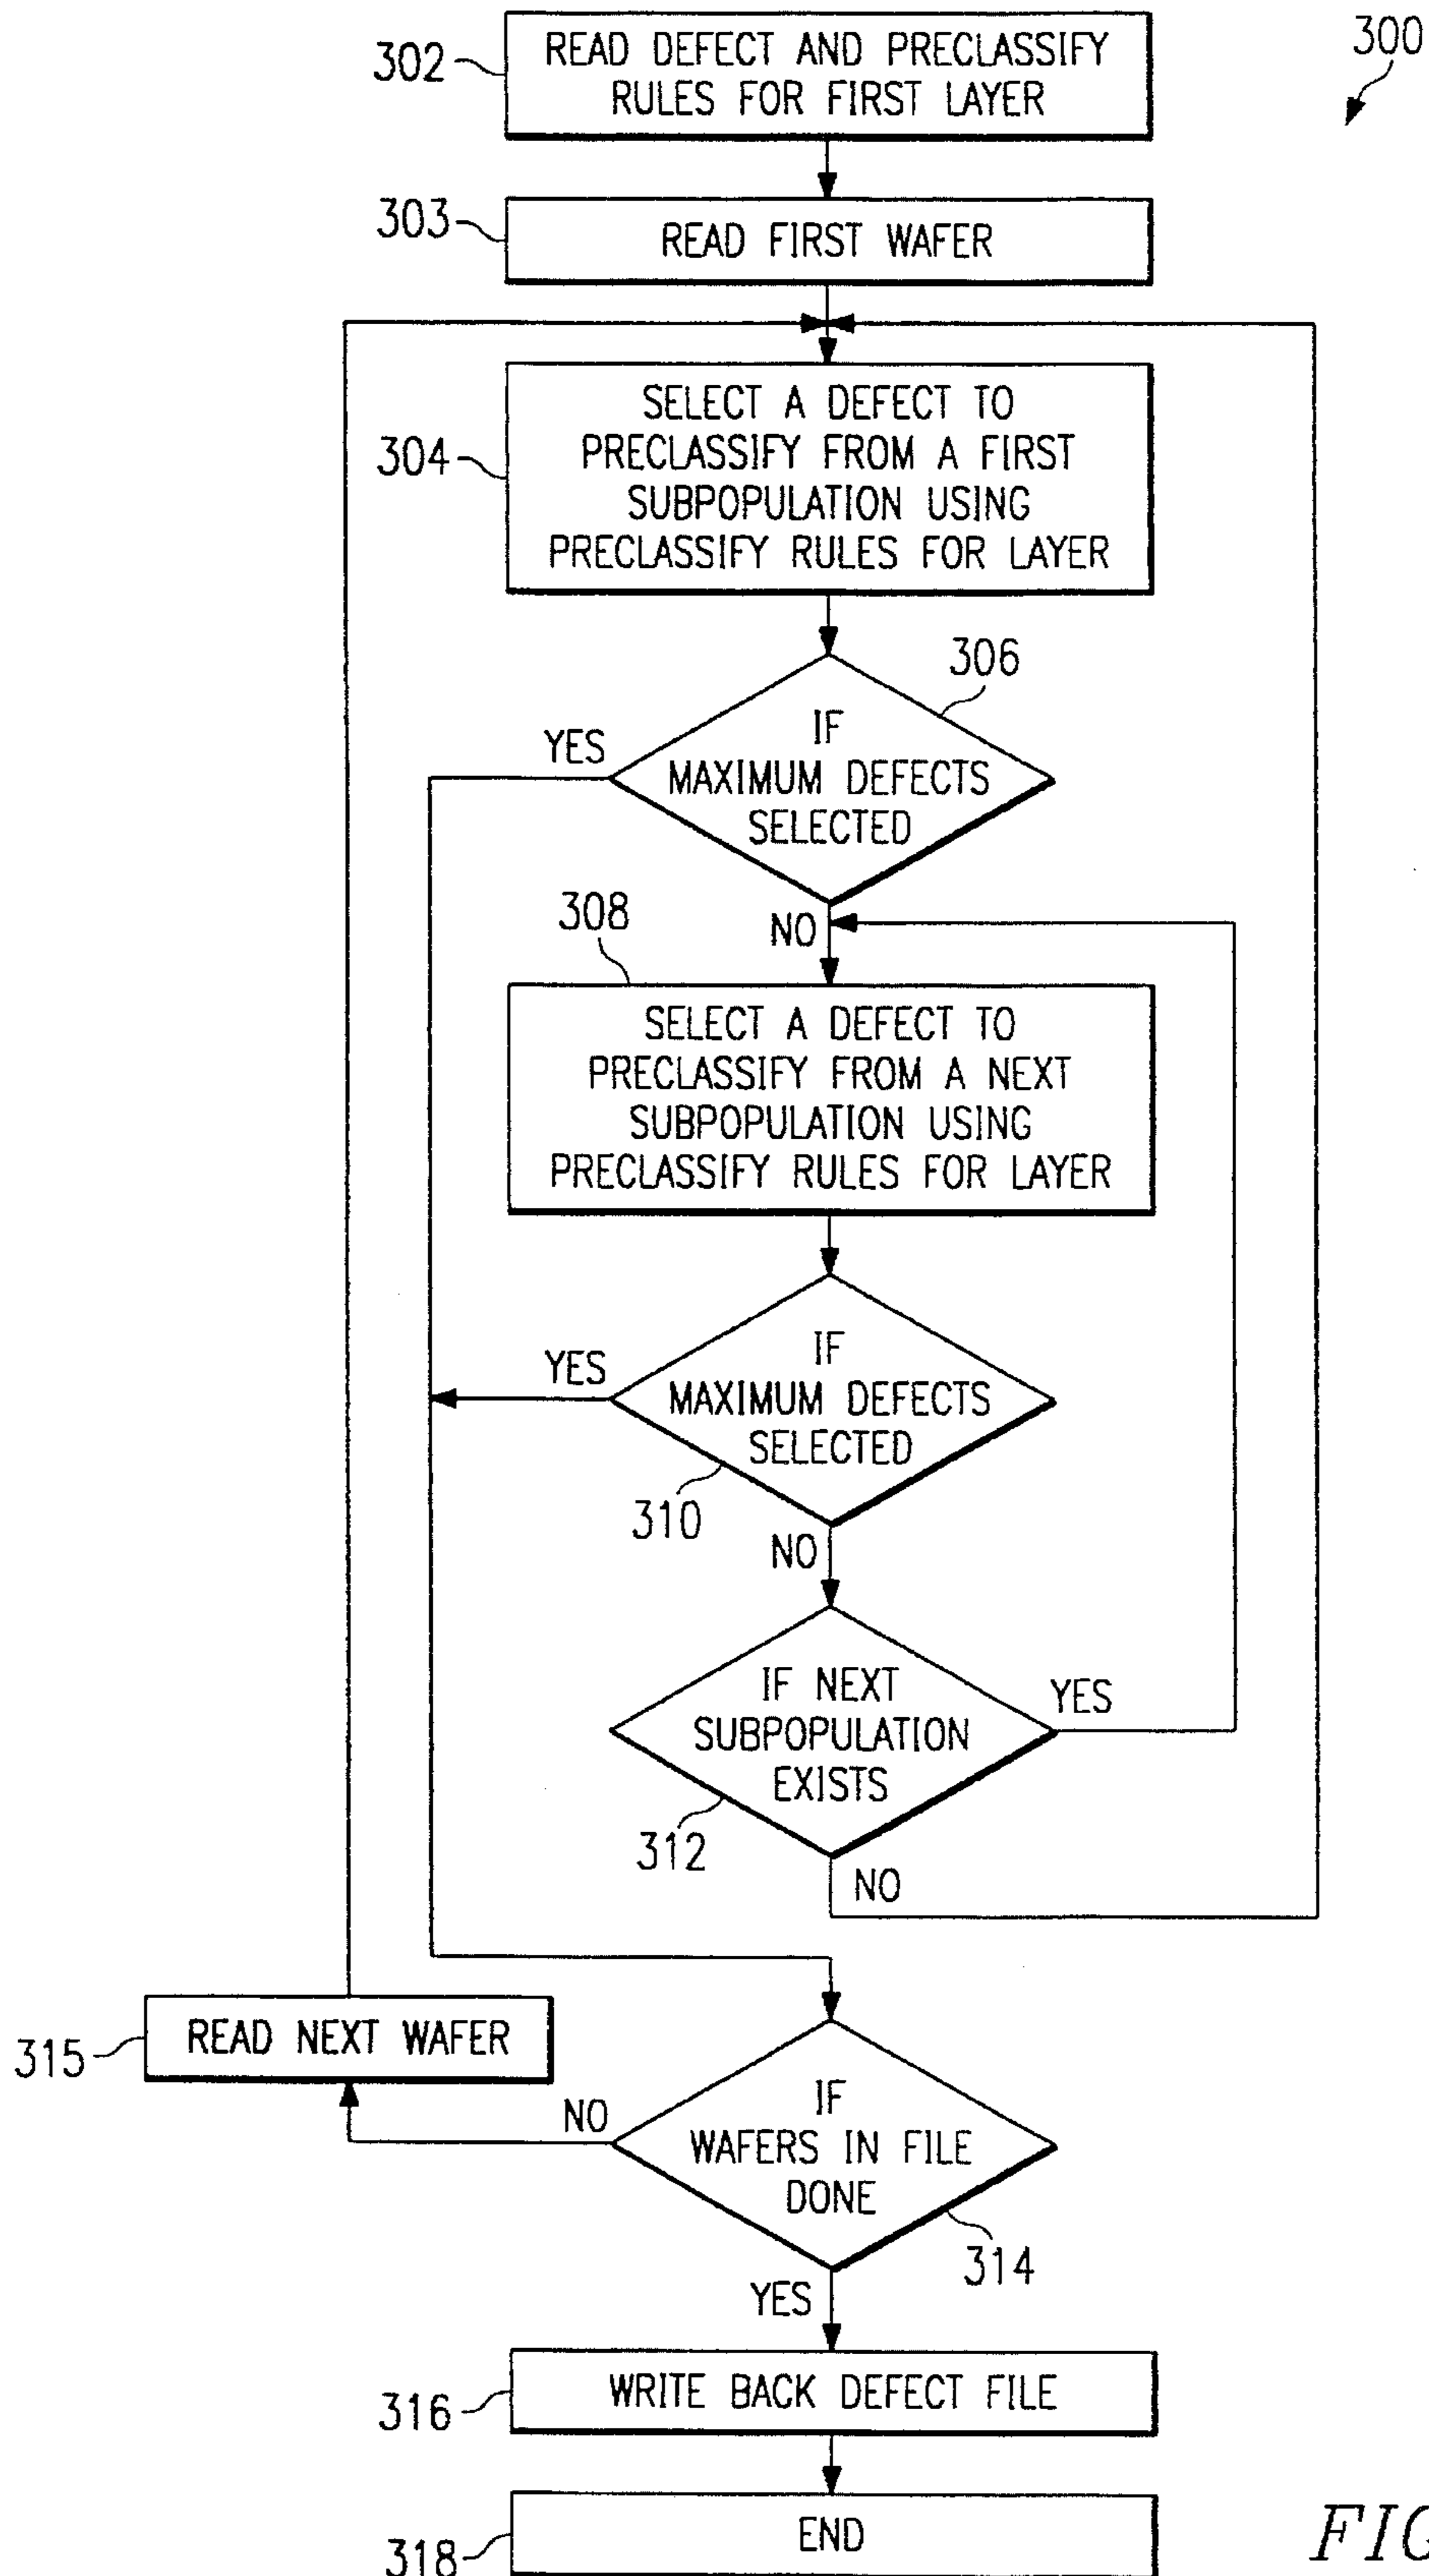 300
302
READ DEFECT AND PRECLASSIFY
RULES FOR FIRST LAYER
303
READ FIRST WAFER
304
SELECT A DEFECT TO
PRECLASSIFY FROM A FIRST
SUBPOPULATION USING
PRECLASSIFY RULES FOR LAYER
306
YES
IF
MAXIMUM DEFECTS
SELECTED
NO
308
SELECT A DEFECT TO
PRECLASSIFY FROM A NEXT
SUBPOPULATION USING
PRECLASSIFY RULES FOR LAYER
YES
IF
MAXIMUM DEFECTS
SELECTED
310
NO
IF NEXT
SUBPOPULATION
EXISTS
YES
312
NO
315
READ NEXT WAFER
NO
IF
WAFERS IN FILE
DONE
314
YES
316
WRITE BACK DEFECT FILE
318
END